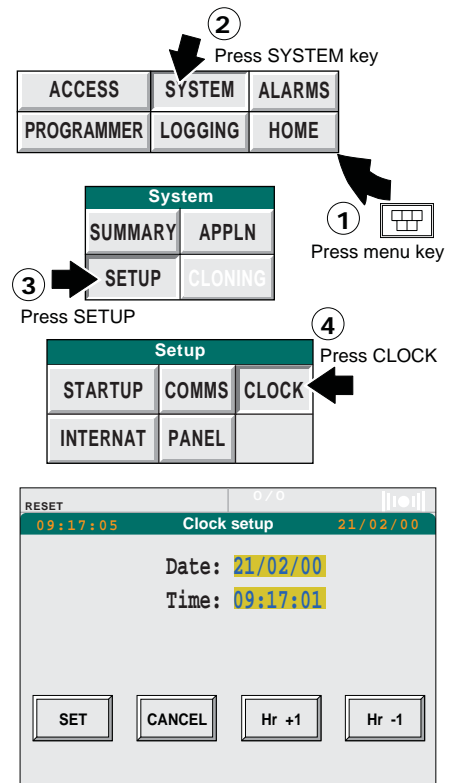 2
Press SYSTEM key
ACCESS SYSTEM ALARMS
PROGRAMMER LOGGING HOME
1
Press menu key
System
SUMMARY APPLN
SETUP CLONING
3
Press SETUP
4
Press CLOCK
Setup
STARTUP COMMS CLOCK
INTERNAT PANEL
RESET 0/0
09:17:05 Clock setup 21/02/00
Date: 21/02/00
Time: 09:17:01
SET CANCEL Hr +1 Hr -1